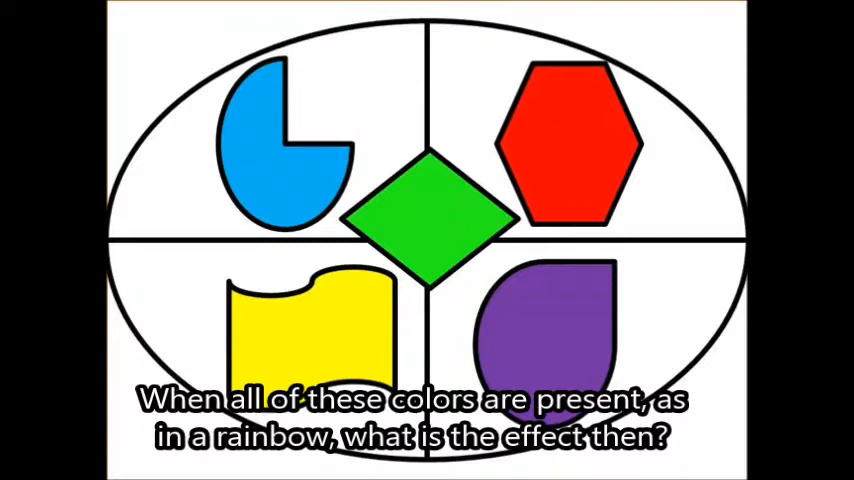 When all of these colors are present, as
in a rainbow, what is the effect then?